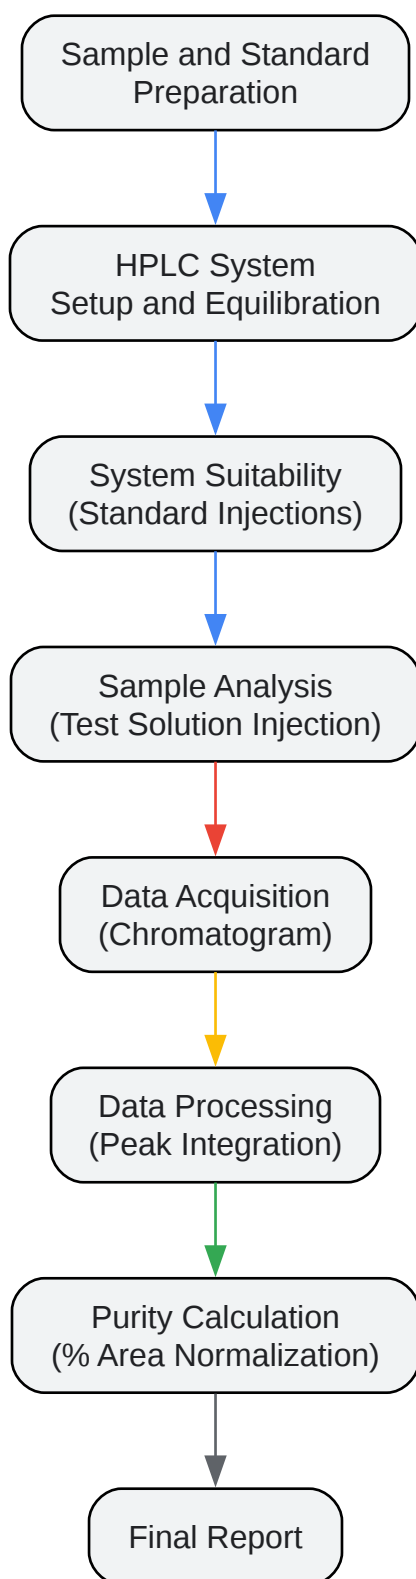 Sample and Standard
Preparation
HPLC System
Setup and Equilibration
System Suitability
(Standard Injections)
Sample Analysis
(Test Solution Injection)
Data Acquisition
(Chromatogram)
Data Processing
(Peak Integration)
Purity Calculation
(% Area Normalization)
Final Report